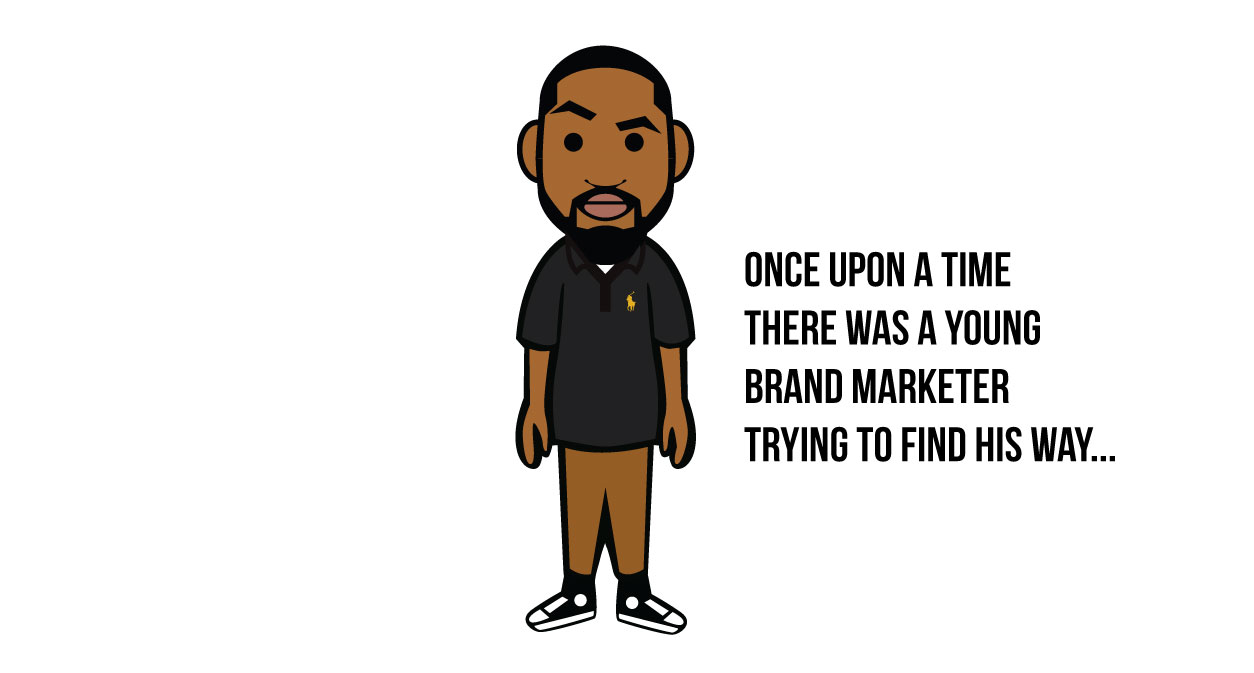 ONCE UPON A TIME
THERE WAS A YOUNG
BRAND MARKETER
TRYING TO FIND HIS WAY...